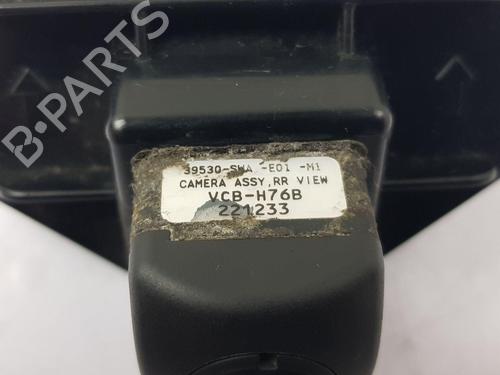 B-PARTS
39530-SWA -E01 -M1
CAMERA ASSY,RR VIEW
VCB-H76B
221233